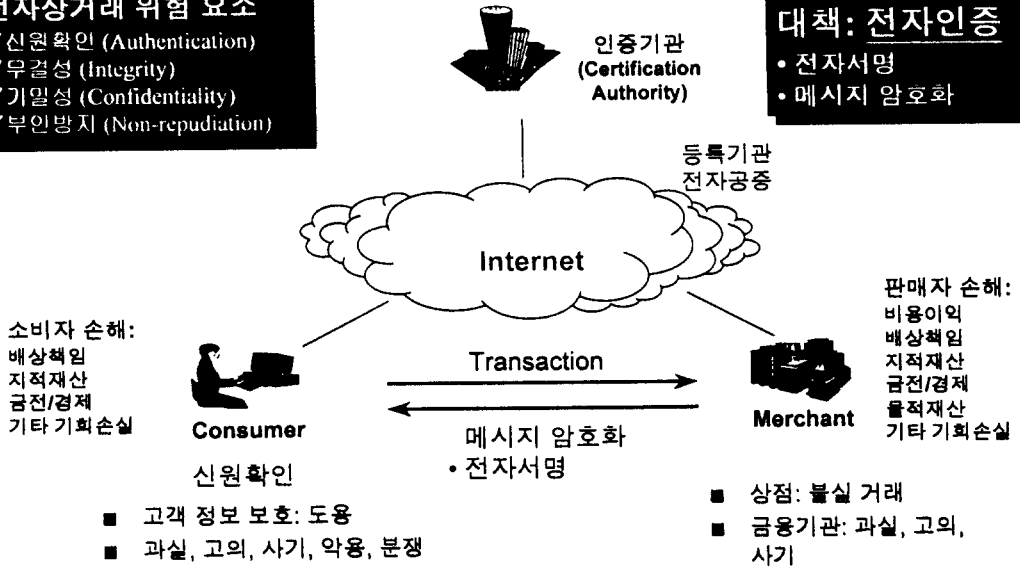 전자상거래 위험 요소
✓신원확인 (Authentication)
✓무결성 (Integrity)
✓기밀성 (Confidentiality)
✓부인방지 (Non-repudiation)
인증기관
(Certification
Authority)
대책: 전자인증
• 전자서명
• 메시지 암호화
등록기관
전자공증
Internet
소비자 손해:
배상책임
지적재산
금전/경제
기타 기회손실
Consumer
신원확인
Transaction
메시지 암호화
• 전자서명
판매자 손해:
비용이익
배상책임
지적재산
금전/경제
물적재산
기타 기회손실
Merchant
■ 고객 정보 보호: 도용
■ 과실, 고의, 사기, 악용, 분쟁
■ 상점: 불실 거래
■ 금융기관: 과실, 고의,
사기